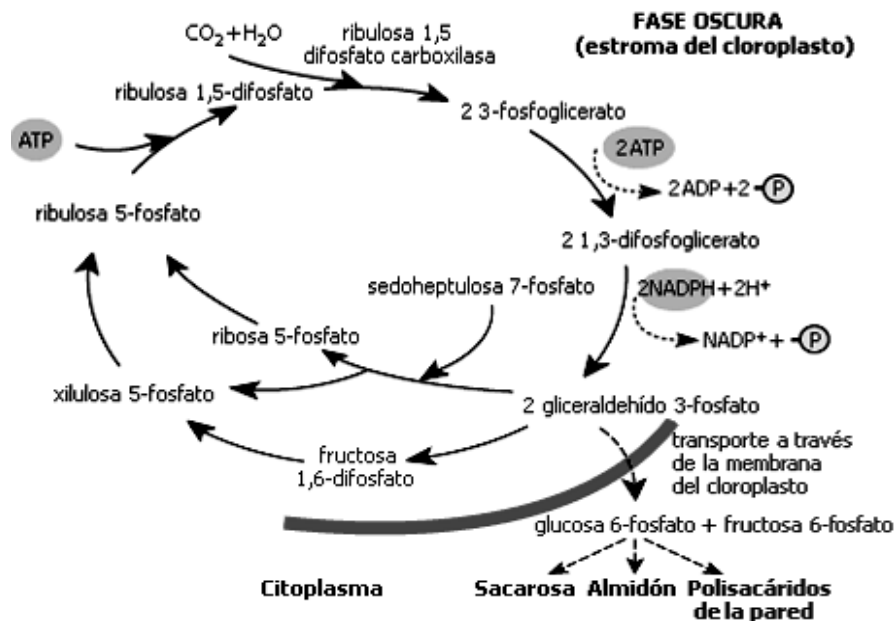 FASE OSCURA
(estroma del cloroplasto)
CO₂+H₂O
ribulosa 1,5
difosfato carboxilasa
ribulosa 1,5-difosfato
2 3-fosfoglicerato
ATP
2ATP
2ADP+2 P
ribulosa 5-fosfato
2 1,3-difosfoglicerato
sedoheptulosa 7-fosfato
2NADPH+2H⁺
NADP⁺+ P
ribosa 5-fosfato
xilulosa 5-fosfato
2 gliceraldehído 3-fosfato
fructosa
1,6-difosfato
transporte a través
de la membrana
del cloroplasto
glucosa 6-fosfato + fructosa 6-fosfato
Citoplasma
Sacarosa
Almidón
Polisacáridos
de la pared